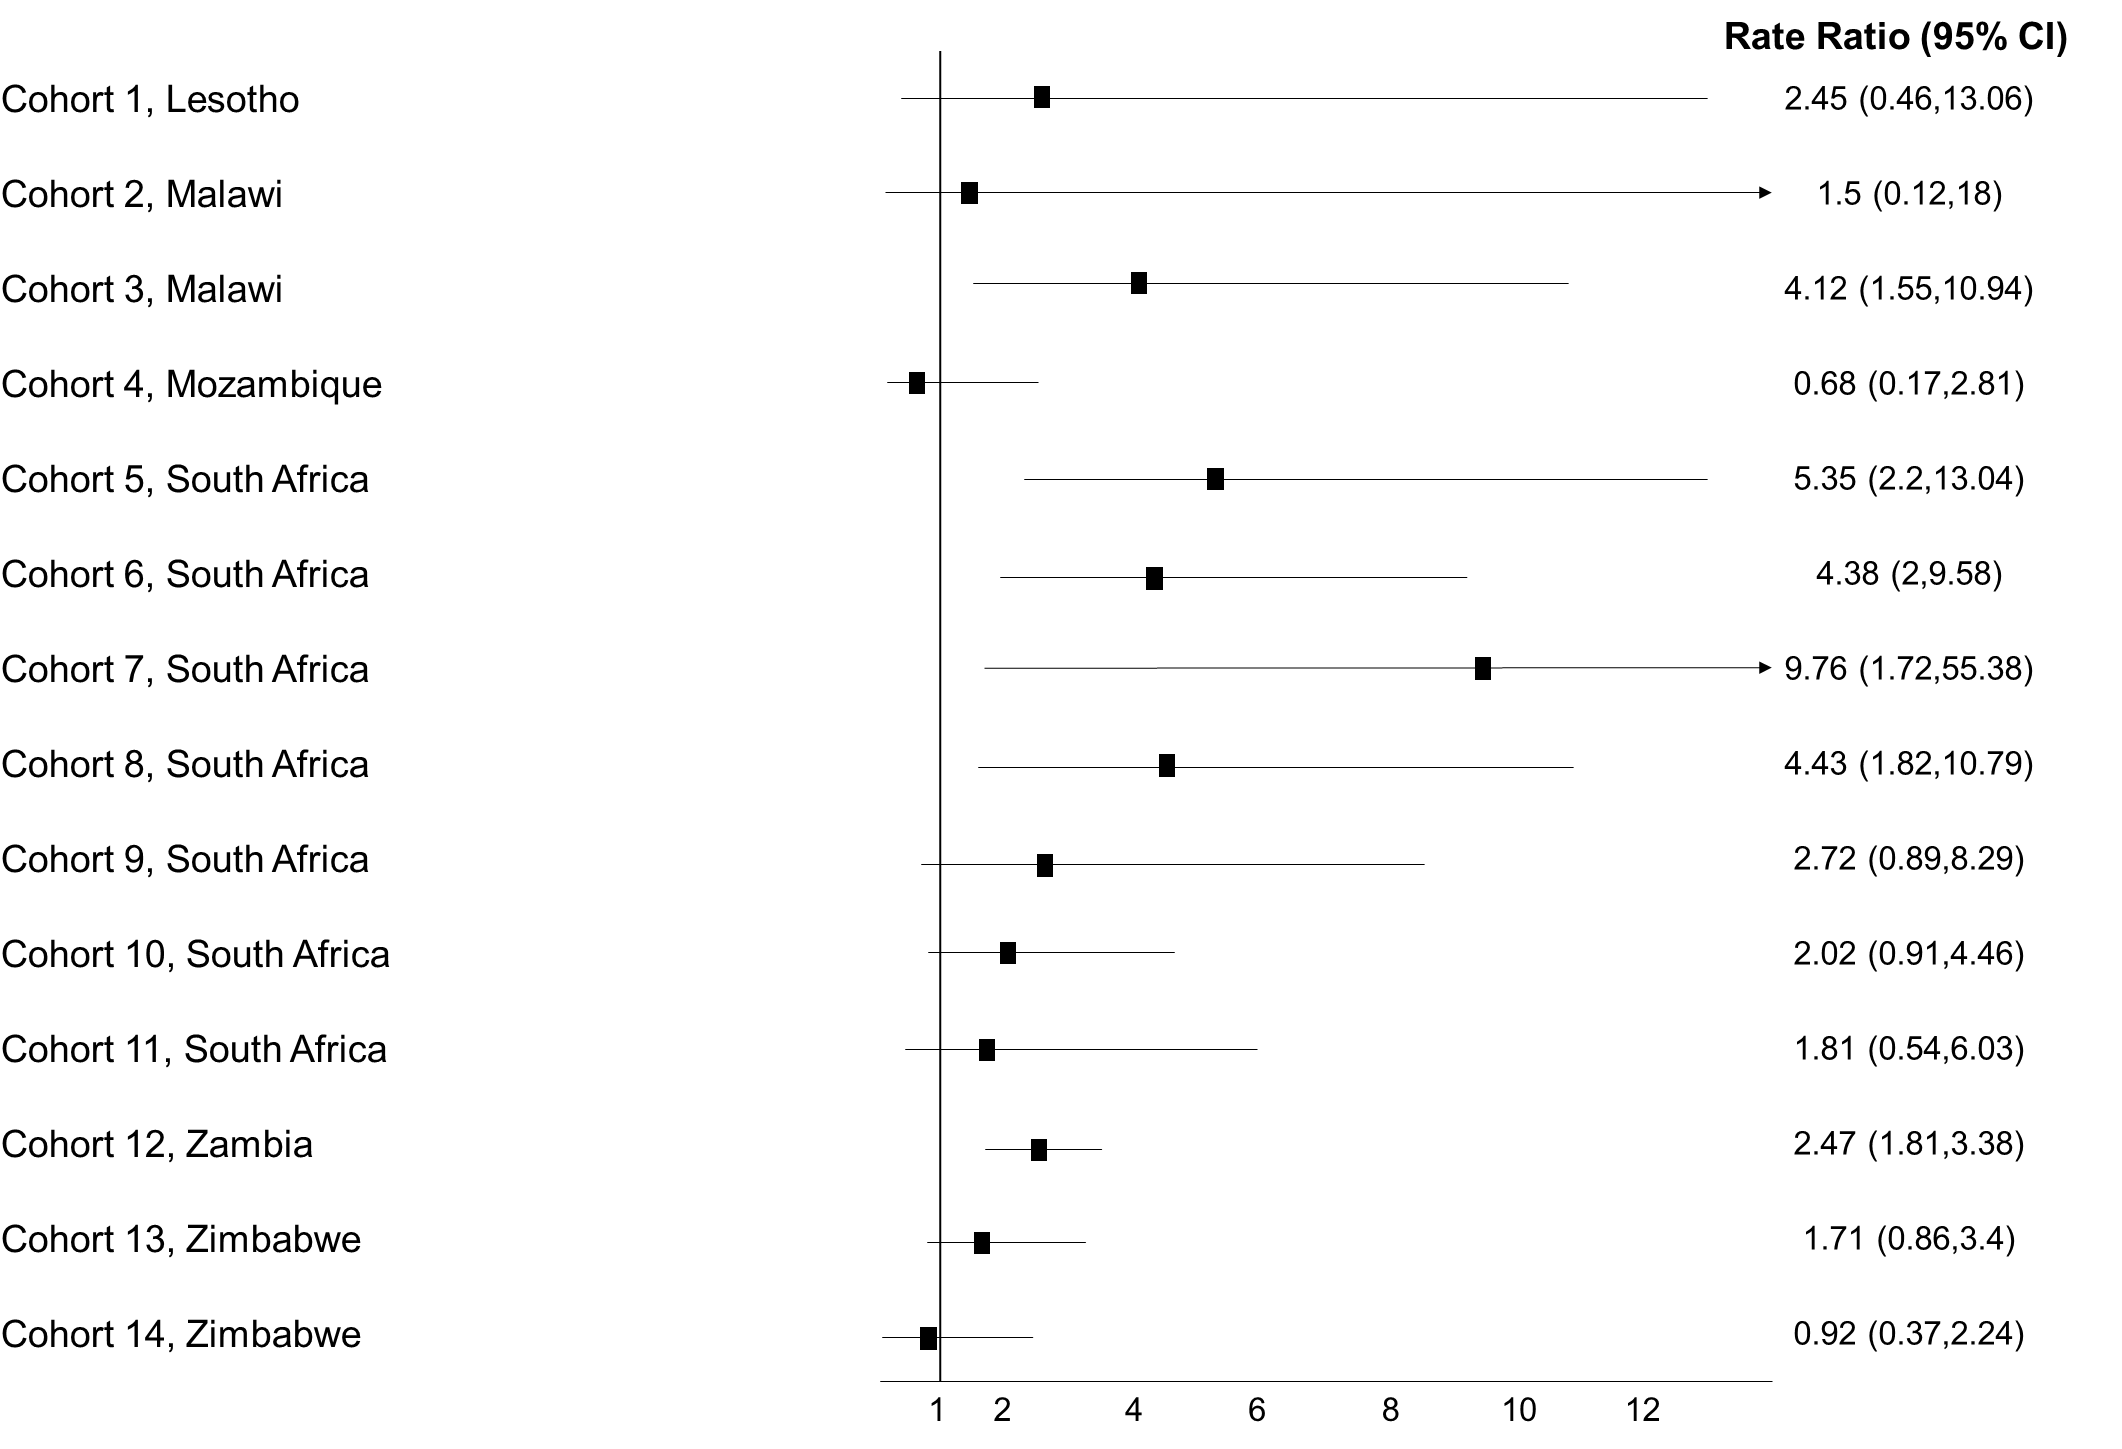 Rate Ratio (95% CI)
Cohort 1, Lesotho 2.45 (0.46,13.06)
Cohort 2, Malawi 1.5 (0.12,18)
Cohort 3, Malawi 4.12 (1.55,10.94)
Cohort 4, Mozambique 0.68 (0.17,2.81)
Cohort 5, South Africa 5.35 (2.2,13.04)
Cohort 6, South Africa 4.38 (2,9.58)
Cohort 7, South Africa 9.76 (1.72,55.38)
Cohort 8, South Africa 4.43 (1.82,10.79)
Cohort 9, South Africa 2.72 (0.89,8.29)
Cohort 10, South Africa 2.02 (0.91,4.46)
Cohort 11, South Africa 1.81 (0.54,6.03)
Cohort 12, Zambia 2.47 (1.81,3.38)
Cohort 13, Zimbabwe 1.71 (0.86,3.4)
Cohort 14, Zimbabwe 0.92 (0.37,2.24)
1 2 4 6 8 10 12